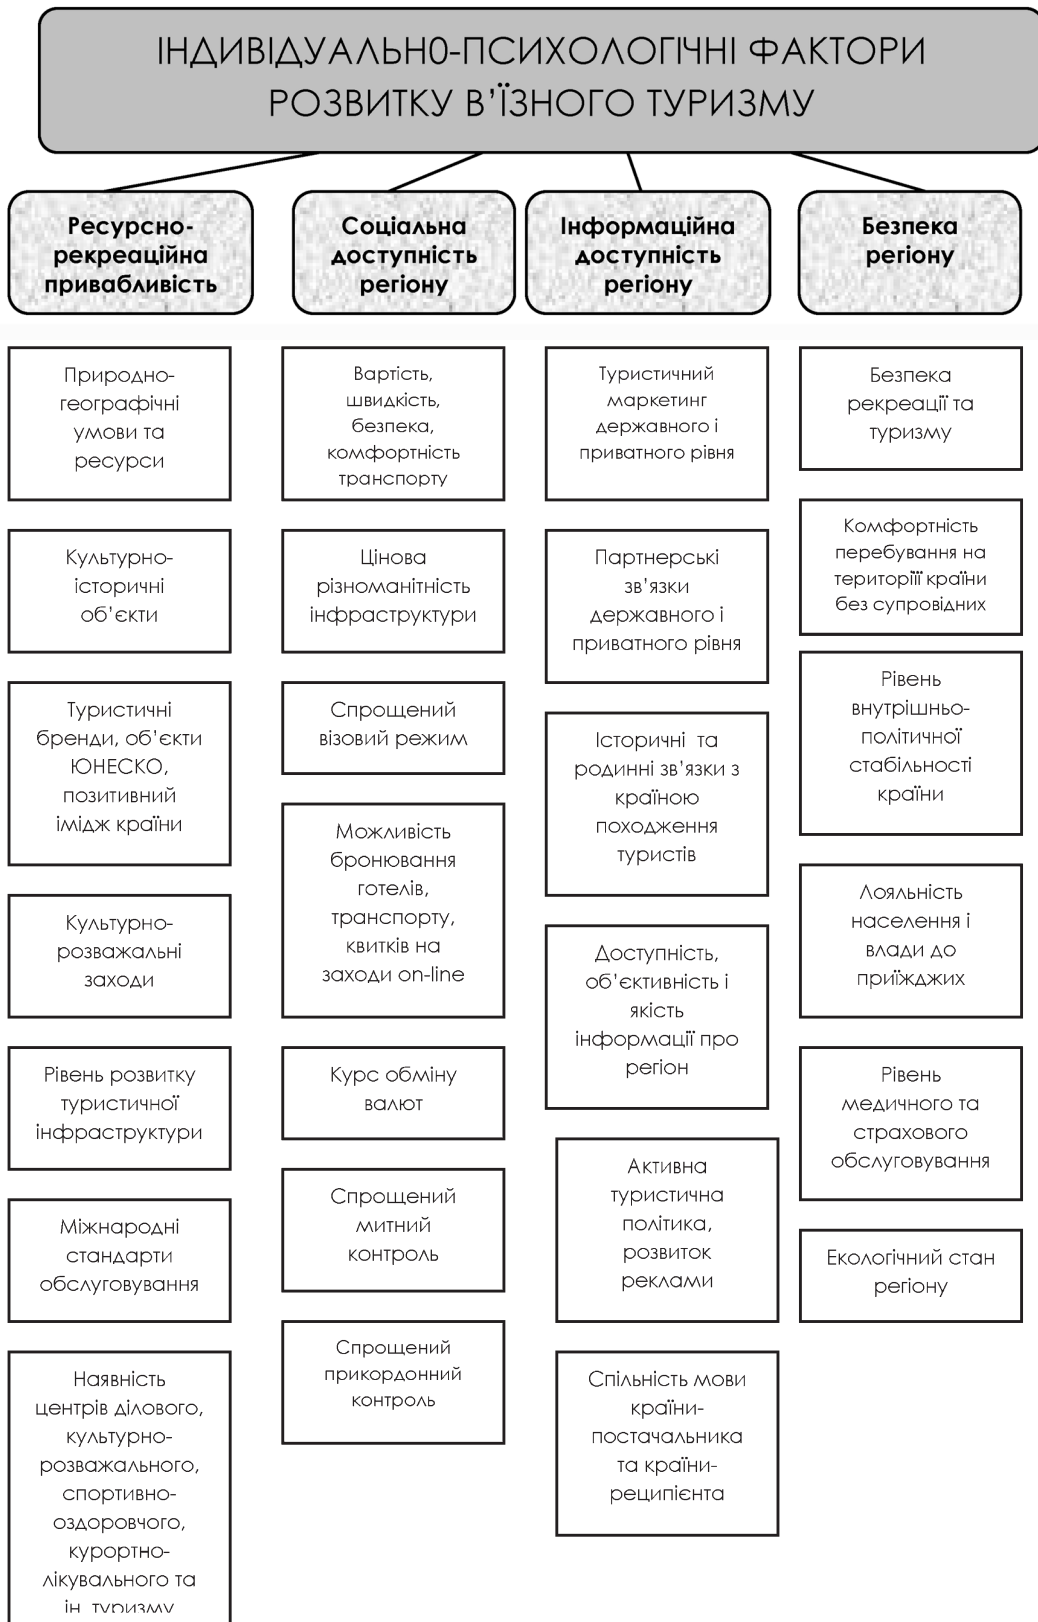 ІНДИВІДУАЛЬН0-ПСИХОЛОГІЧНІ ФАКТОРИ
РОЗВИТКУ В’ЇЗНОГО ТУРИЗМУ
Ресурсно-
рекреаційна
привабливість
Соціальна
доступність
регіону
Інформаційна
доступність
регіону
Безпека
регіону
Природно-
географічні
умови та
ресурси
Культурно-
історичні
об’єкти
Туристичні
бренди, об’єкти
ЮНЕСКО,
позитивний
імідж країни
Культурно-
розважальні
заходи
Рівень розвитку
туристичної
інфраструктури
Міжнародні
стандарти
обслуговування
Наявність
центрів ділового,
культурно-
розважального,
спортивно-
оздоровчого,
курортно-
лікувального та
ін. туризму
Вартість,
швидкість,
безпека,
комфортність
транспорту
Цінова
різноманітність
інфраструктури
Спрощений
візовий режим
Можливість
бронювання
готелів,
транспорту,
квитків на
заходи on-line
Курс обміну
валют
Спрощений
митний
контроль
Спрощений
прикордонний
контроль
Туристичний
маркетинг
державного і
приватного рівня
Партнерські
зв’язки
державного і
приватного рівня
Історичні та
родинні зв’язки з
країною
походження
туристів
Доступність,
об’єктивність і
якість
інформації про
регіон
Активна
туристична
політика,
розвиток
реклами
Спільність мови
країни-
постачальника
та країни-
реципієнта
Безпека
рекреації та
туризму
Комфортність
перебування на
територіїї країни
без супровідних
Рівень
внутрішньо-
політичної
стабільності
країни
Лояльність
населення і
влади до
приїжджих
Рівень
медичного та
страхового
обслуговування
Екологічний стан
регіону